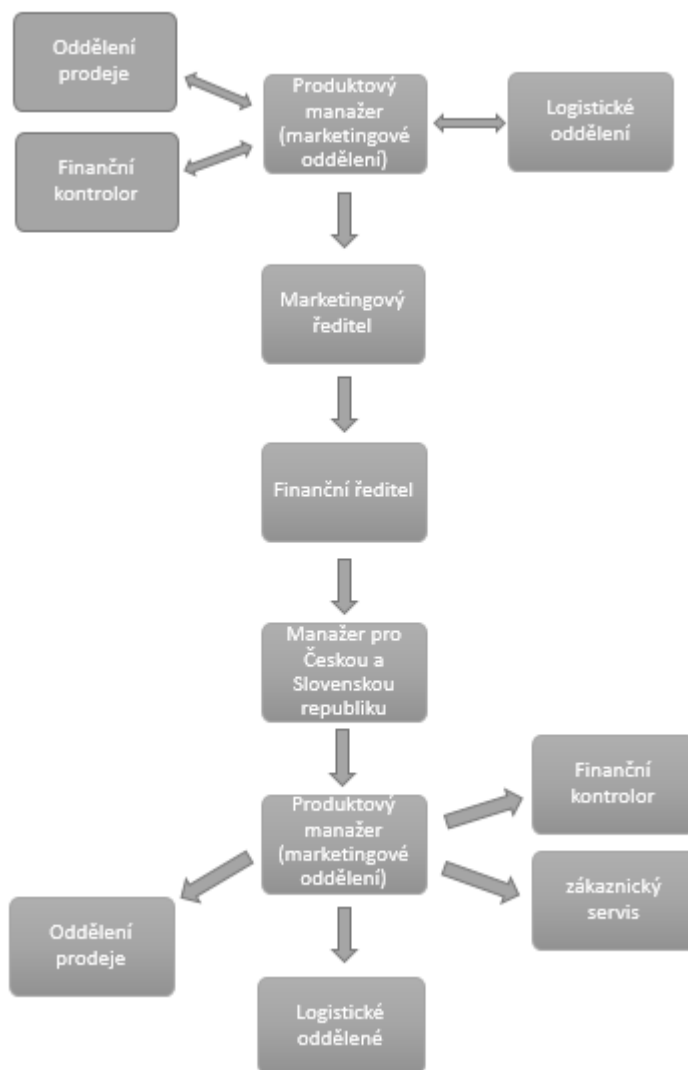 Oddělení
prodeje
Produktový
manažer
(marketingové
oddělení)
Logistické
oddělení
Finanční
kontrolor
Marketingový
ředitel
Finanční ředitel
Manažer pro
Českou a
Slovenskou
republiku
Produktový
manažer
(marketingové
oddělení)
Finanční
kontrolor
zákaznický
servis
Oddělení
prodeje
Logistické
oddělené